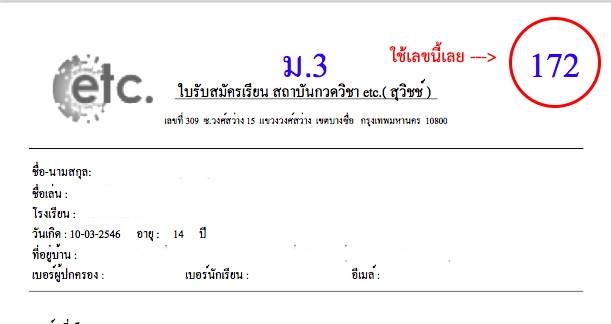 ม.3
ใช้เลขนี้เลย --->
172
etc.
ใบรับสมัครเรียน สถาบันกวดวิชา etc.( สุวิชช์ )
เลขที่ 309 ซ.วงศ์สว่าง 15 แขวงวงศ์สว่าง เขตบางซื่อ กรุงเทพมหานคร 10800
ชื่อ-นามสกุล:
ชื่อเล่น :
โรงเรียน :
วันเกิด : 10-03-2546 อายุ : 14 ปี
ที่อยู่บ้าน :
เบอร์ผู้ปกครอง : เบอร์นักเรียน : อีเมล์ :